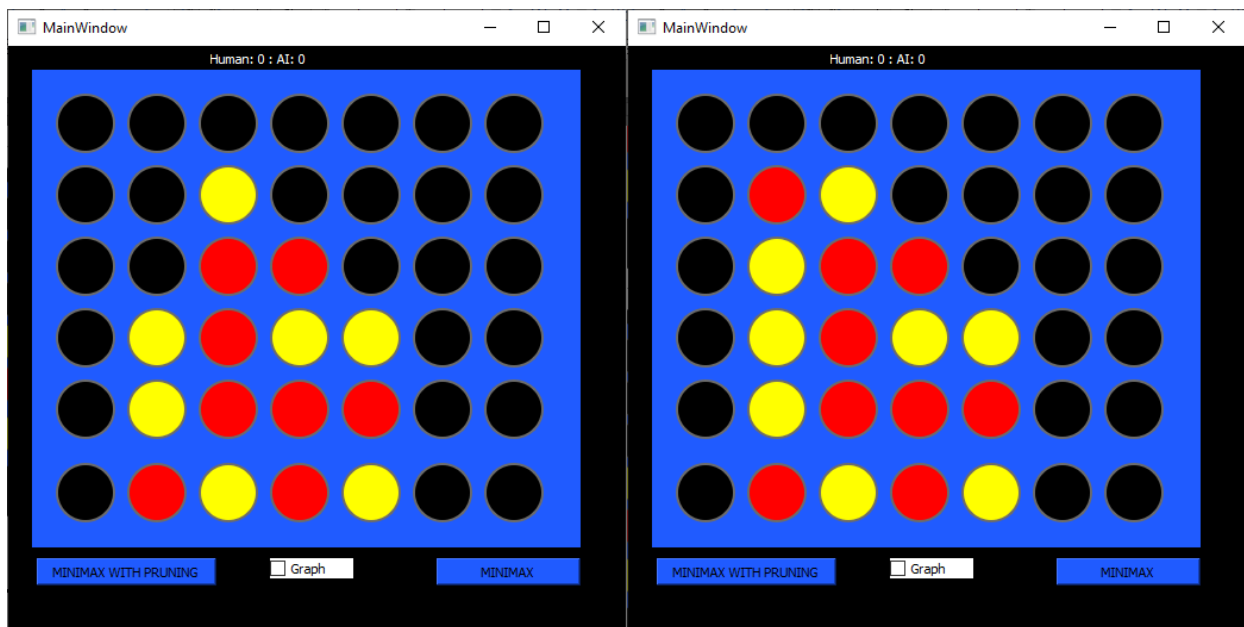 MainWindow
Human: 0 : AI: 0
MINIMAX WITH PRUNING
Graph
MINIMAX
MainWindow
Human: 0 : AI: 0
MINIMAX WITH PRUNING
Graph
MINIMAX